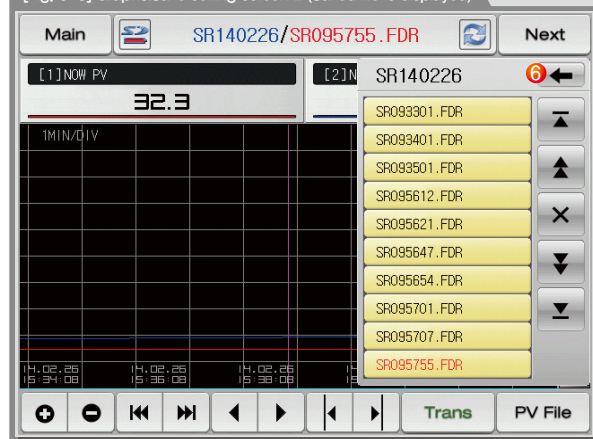 Main
SR140226/SR095755.FDR
Next
[1]NOW PV
[2]N
32.3
SR140226
6
SR093301.FDR
SR093401.FDR
SR093501.FDR
SR095612.FDR
SR095621.FDR
SR095647.FDR
SR095654.FDR
SR095701.FDR
SR095707.FDR
SR095755.FDR
1MIN/DIV
14.02.26 14.02.26 14.02.26
15:34:08 15:36:08 15:38:08
Trans
PV File